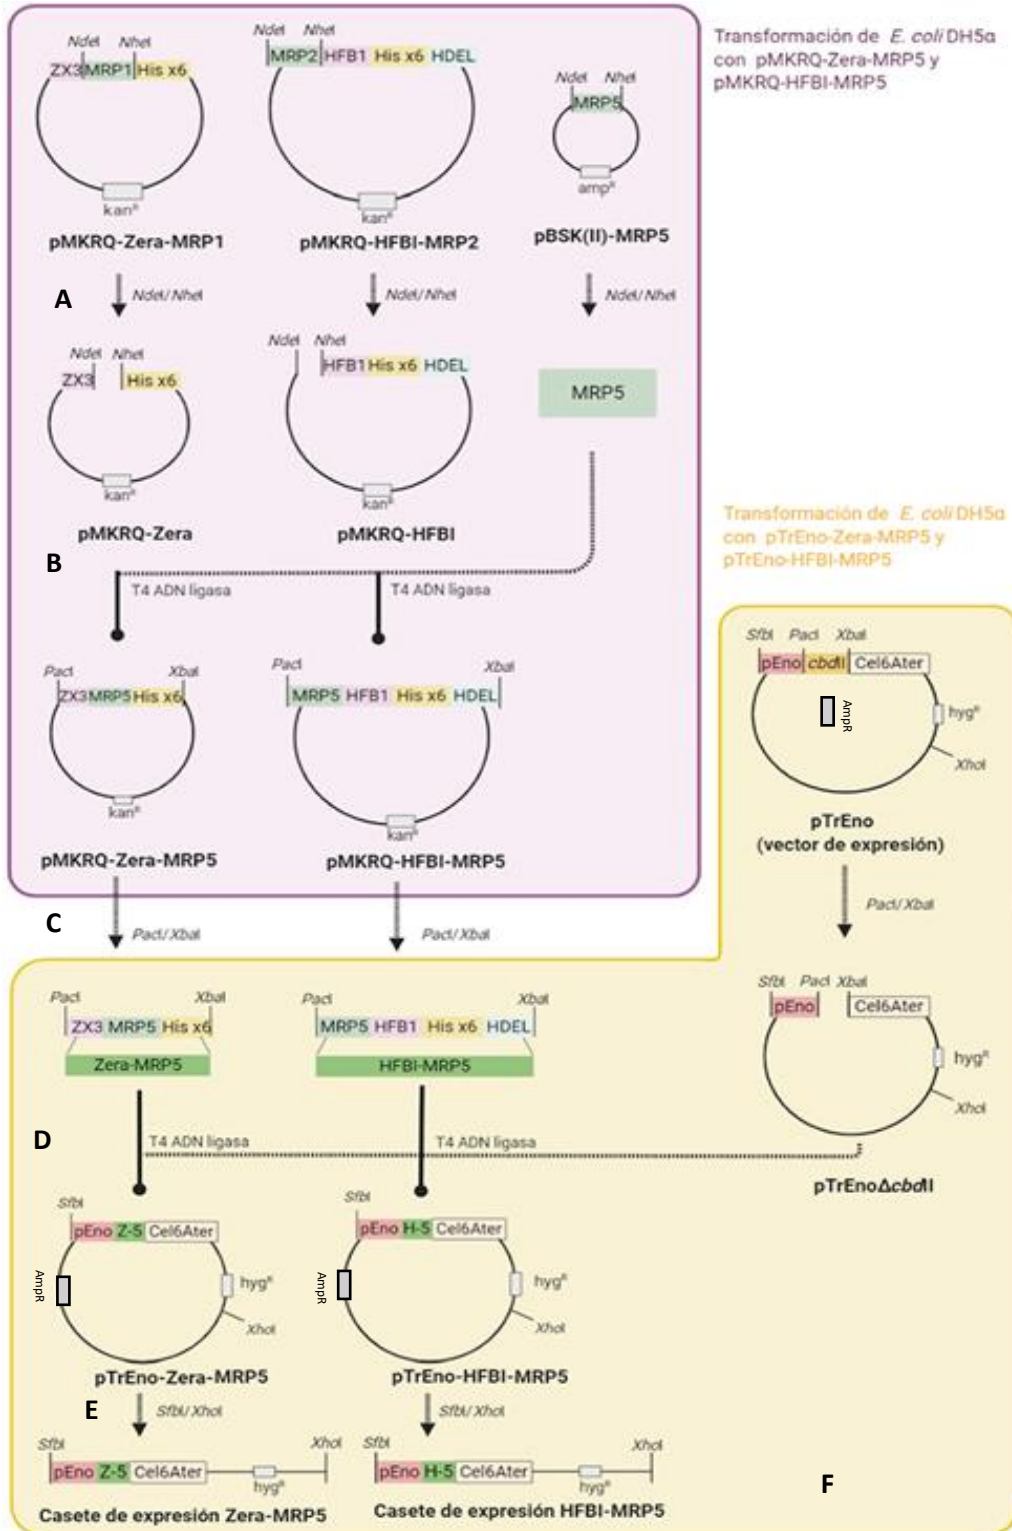 NdeI NheI
ZX3 MRP1 His x6
kanᴿ
pMKRQ-Zera-MRP1
NdeI NheI
MRP2 HFB1 His x6 HDEL
kanᴿ
pMKRQ-HFBI-MRP2
NdeI NheI
MRP5
ampᴿ
pBSK(II)-MRP5
Transformación de E. coli DH5α
con pMKRQ-Zera-MRP5 y
pMKRQ-HFBI-MRP5
A
NdeI/NheI
NdeI/NheI
NdeI/NheI
NdeI NheI
ZX3 His x6
kanᴿ
pMKRQ-Zera
NdeI NheI
HFB1 His x6 HDEL
kanᴿ
pMKRQ-HFBI
MRP5
B
T4 ADN ligasa
T4 ADN ligasa
PacI XbaI
ZX3 MRP5 His x6
kanᴿ
pMKRQ-Zera-MRP5
PacI XbaI
MRP5 HFB1 His x6 HDEL
kanᴿ
pMKRQ-HFBI-MRP5
Transformación de E. coli DH5α
con pTrEno-Zera-MRP5 y
pTrEno-HFBI-MRP5
SfbI PacI XbaI
pEno cbdII Cel6Ater
AmpR
hygᴿ
XhoI
pTrEno
(vector de expresión)
PacI/XbaI
C
PacI/XbaI
PacI/XbaI
PacI XbaI
ZX3 MRP5 His x6
Zera-MRP5
PacI XbaI
MRP5 HFB1 His x6 HDEL
HFBI-MRP5
SfbI PacI XbaI
pEno Cel6Ater
hygᴿ
XhoI
pTrEnoΔcbdII
D
T4 ADN ligasa
T4 ADN ligasa
SfbI
pEno Z-5 Cel6Ater
AmpR
hygᴿ
XhoI
pTrEno-Zera-MRP5
SfbI
pEno H-5 Cel6Ater
AmpR
hygᴿ
XhoI
pTrEno-HFBI-MRP5
E
SfbI/XhoI
SfbI/XhoI
SfbI XhoI
pEno Z-5 Cel6Ater
hygᴿ
Casete de expresión Zera-MRP5
SfbI XhoI
pEno H-5 Cel6Ater
hygᴿ
Casete de expresión HFBI-MRP5
F